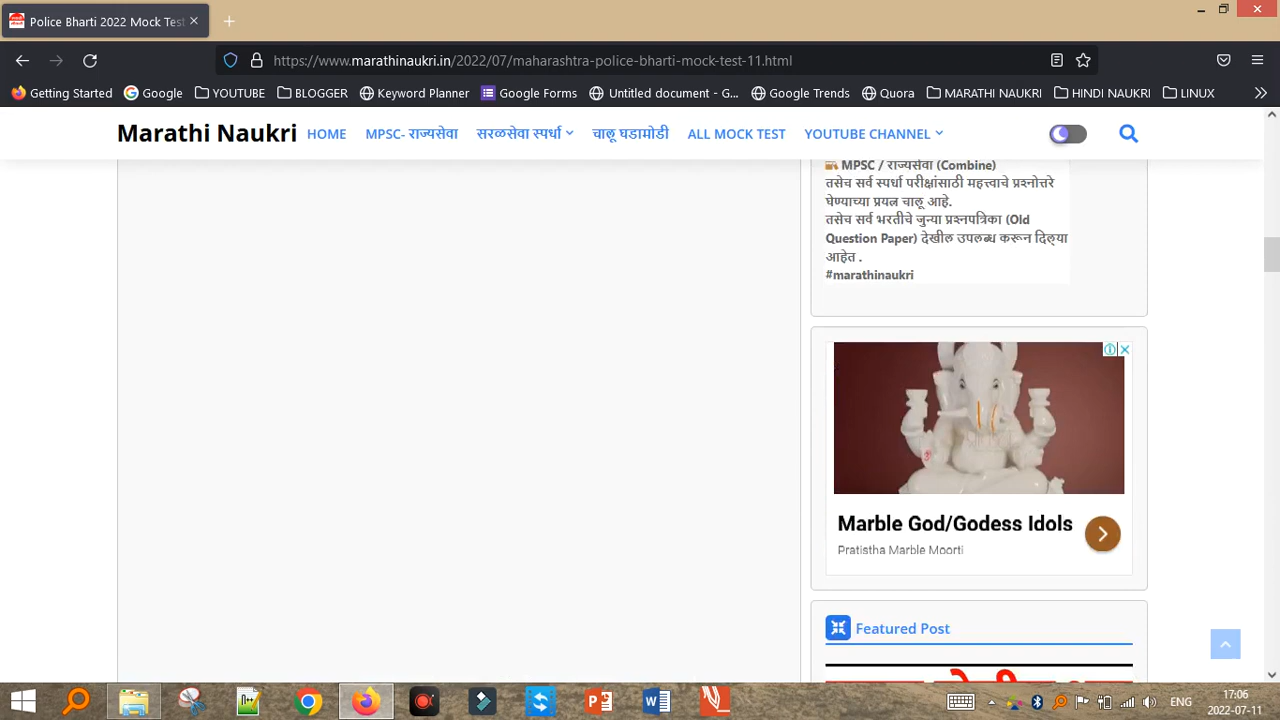 Police Bharti 2022 Mock Test
https://www.marathinaukri.in/2022/07/maharashtra-police-bharti-mock-test-11.html
Getting Started Google YOUTUBE BLOGGER Keyword Planner Google Forms Untitled document - G... Google Trends Quora MARATHI NAUKRI HINDI NAUKRI LINUX
Marathi Naukri HOME MPSC- राज्यसेवा सरळसेवा स्पर्धा चालू घडामोडी ALL MOCK TEST YOUTUBE CHANNEL
MPSC / राज्यसेवा (Combine)
तसेच सर्व स्पर्धा परीक्षांसाठी महत्त्वाचे प्रश्नोत्तरे
घेण्याच्या प्रयत्न चालू आहे.
तसेच सर्व भरतीचे जुन्या प्रश्नपत्रिका (Old
Question Paper) देखील उपलब्ध करून दिल्या
आहेत .
#marathinaukri
Marble God/Godess Idols
Pratistha Marble Moorti
Featured Post
ENG
17:06
2022-07-11